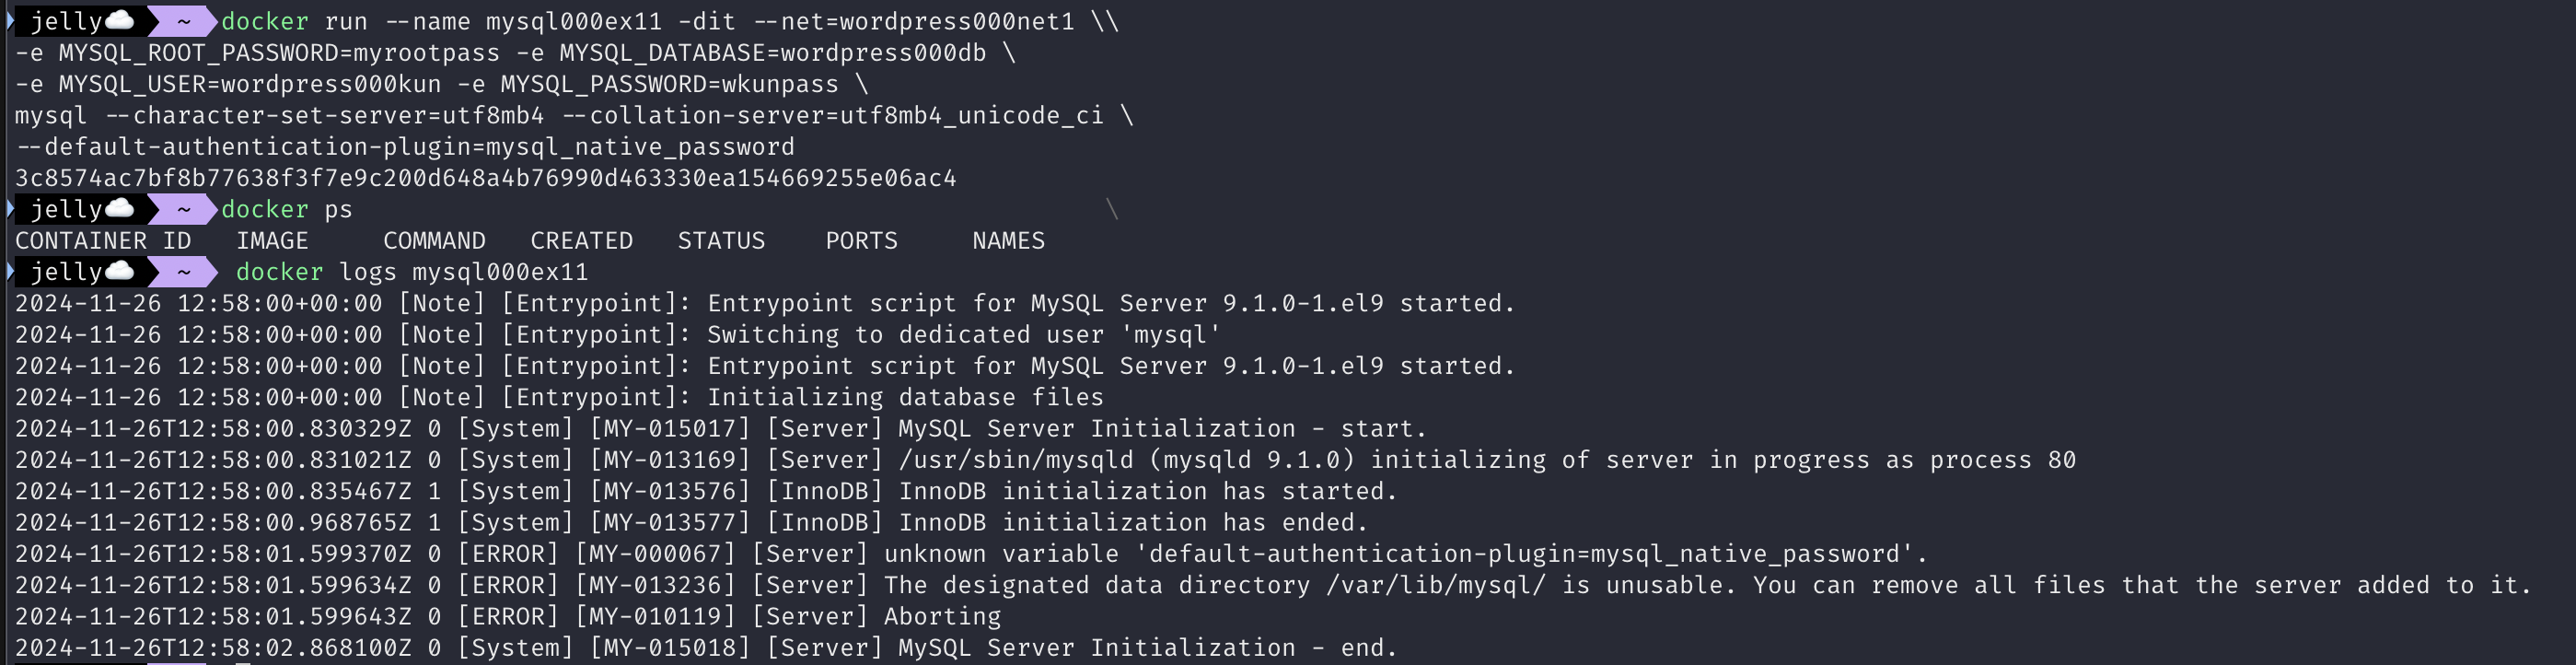 jelly☁️ ~ docker run --name mysql000ex11 -dit --net=wordpress000net1 \\
-e MYSQL_ROOT_PASSWORD=myrootpass -e MYSQL_DATABASE=wordpress000db \
-e MYSQL_USER=wordpress000kun -e MYSQL_PASSWORD=wkunpass \
mysql --character-set-server=utf8mb4 --collation-server=utf8mb4_unicode_ci \
--default-authentication-plugin=mysql_native_password
3c8574ac7bf8b77638f3f7e9c200d648a4b76990d463330ea154669255e06ac4
jelly☁️ ~ docker ps \
CONTAINER ID IMAGE COMMAND CREATED STATUS PORTS NAMES
jelly☁️ ~ docker logs mysql000ex11
2024-11-26 12:58:00+00:00 [Note] [Entrypoint]: Entrypoint script for MySQL Server 9.1.0-1.el9 started.
2024-11-26 12:58:00+00:00 [Note] [Entrypoint]: Switching to dedicated user 'mysql'
2024-11-26 12:58:00+00:00 [Note] [Entrypoint]: Entrypoint script for MySQL Server 9.1.0-1.el9 started.
2024-11-26 12:58:00+00:00 [Note] [Entrypoint]: Initializing database files
2024-11-26T12:58:00.830329Z 0 [System] [MY-015017] [Server] MySQL Server Initialization - start.
2024-11-26T12:58:00.831021Z 0 [System] [MY-013169] [Server] /usr/sbin/mysqld (mysqld 9.1.0) initializing of server in progress as process 80
2024-11-26T12:58:00.835467Z 1 [System] [MY-013576] [InnoDB] InnoDB initialization has started.
2024-11-26T12:58:00.968765Z 1 [System] [MY-013577] [InnoDB] InnoDB initialization has ended.
2024-11-26T12:58:01.599370Z 0 [ERROR] [MY-000067] [Server] unknown variable 'default-authentication-plugin=mysql_native_password'.
2024-11-26T12:58:01.599634Z 0 [ERROR] [MY-013236] [Server] The designated data directory /var/lib/mysql/ is unusable. You can remove all files that the server added to it.
2024-11-26T12:58:01.599643Z 0 [ERROR] [MY-010119] [Server] Aborting
2024-11-26T12:58:02.868100Z 0 [System] [MY-015018] [Server] MySQL Server Initialization - end.